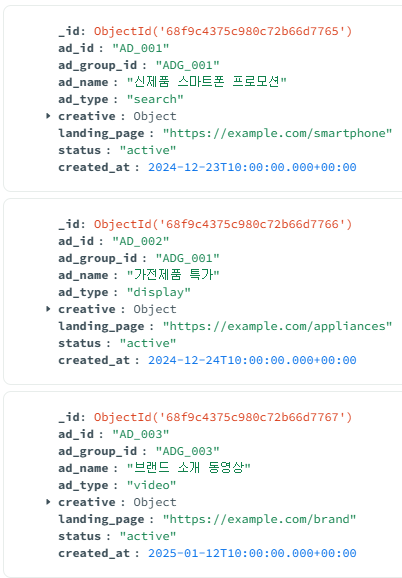 _id: ObjectId('68f9c4375c980c72b66d7765')
ad_id : "AD_001"
ad_group_id : "ADG_001"
ad_name : "신제품 스마트폰 프로모션"
ad_type : "search"
creative : Object
landing_page : "https://example.com/smartphone"
status : "active"
created_at : 2024-12-23T10:00:00.000+00:00
_id: ObjectId('68f9c4375c980c72b66d7766')
ad_id : "AD_002"
ad_group_id : "ADG_001"
ad_name : "가전제품 특가"
ad_type : "display"
creative : Object
landing_page : "https://example.com/appliances"
status : "active"
created_at : 2024-12-24T10:00:00.000+00:00
_id: ObjectId('68f9c4375c980c72b66d7767')
ad_id : "AD_003"
ad_group_id : "ADG_003"
ad_name : "브랜드 소개 동영상"
ad_type : "video"
creative : Object
landing_page : "https://example.com/brand"
status : "active"
created_at : 2025-01-12T10:00:00.000+00:00